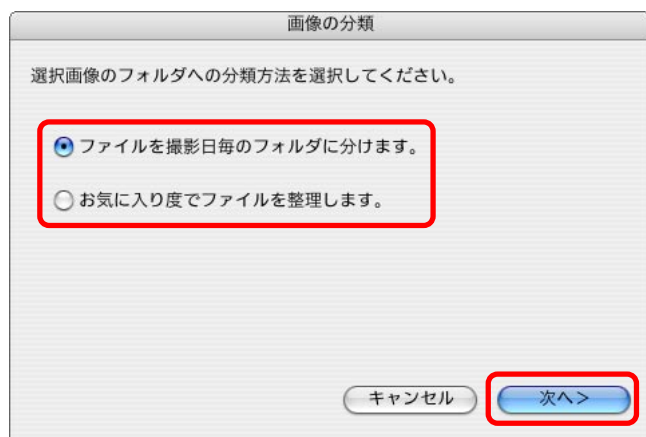 画像の分類
選択画像のフォルダへの分類方法を選択してください。
ファイルを撮影日毎のフォルダに分けます。
お気に入り度でファイルを整理します。
キャンセル
次へ>